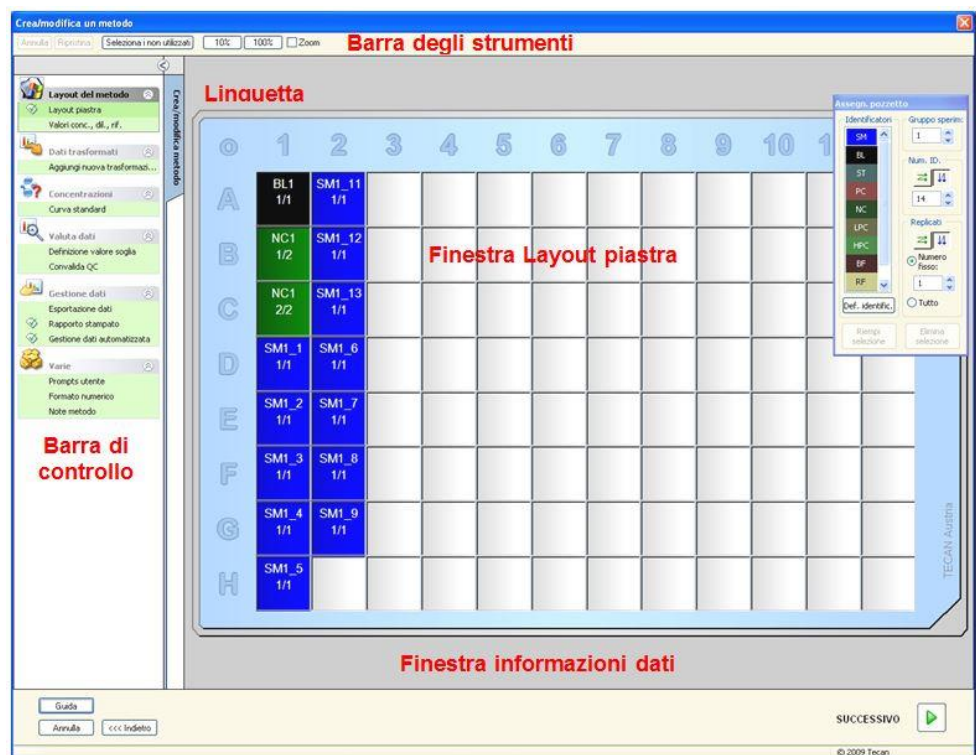 Crea/modifica un metodo
Annulla Ripristina Seleziona i non utilizzati 10% 100% Zoom Barra degli strumenti
Layout del metodo
Layout piastra
Valori conc., dil., rif.
Dati trasformati
Aggiungi nuova trasformazi...
Concentrazioni
Curva standard
Valuta dati
Definizione valore soglia
Convalida QC
Gestione dati
Esportazione dati
Rapporto stampato
Gestione dati automatizzata
Varie
Prompts utente
Formato numerico
Note metodo
Barra di
controllo
Crea/modifica metodo
Linguetta
o 1 2 3 4 5 6 7 8 9 10 1
A BL1 1/1 SM1_11 1/1
B NC1 1/2 SM1_12 1/1
Finestra Layout piastra
C NC1 2/2 SM1_13 1/1
D SM1_1 1/1 SM1_6 1/1
E SM1_2 1/1 SM1_7 1/1
F SM1_3 1/1 SM1_8 1/1
G SM1_4 1/1 SM1_9 1/1
H SM1_5 1/1
TECAN Austria
Assegn. pozzetto
Identificatori
SM
BL
ST
PC
NC
LPC
HPC
BF
RF
Def. identific.
Gruppo sperim:
1
Num. ID.
14
Replicati
Numero
fisso:
1
Tutto
Riempi
selezione
Elimina
selezione
Finestra informazioni dati
Guida
Annulla <<< Indietro
SUCCESSIVO
© 2009 Tecan